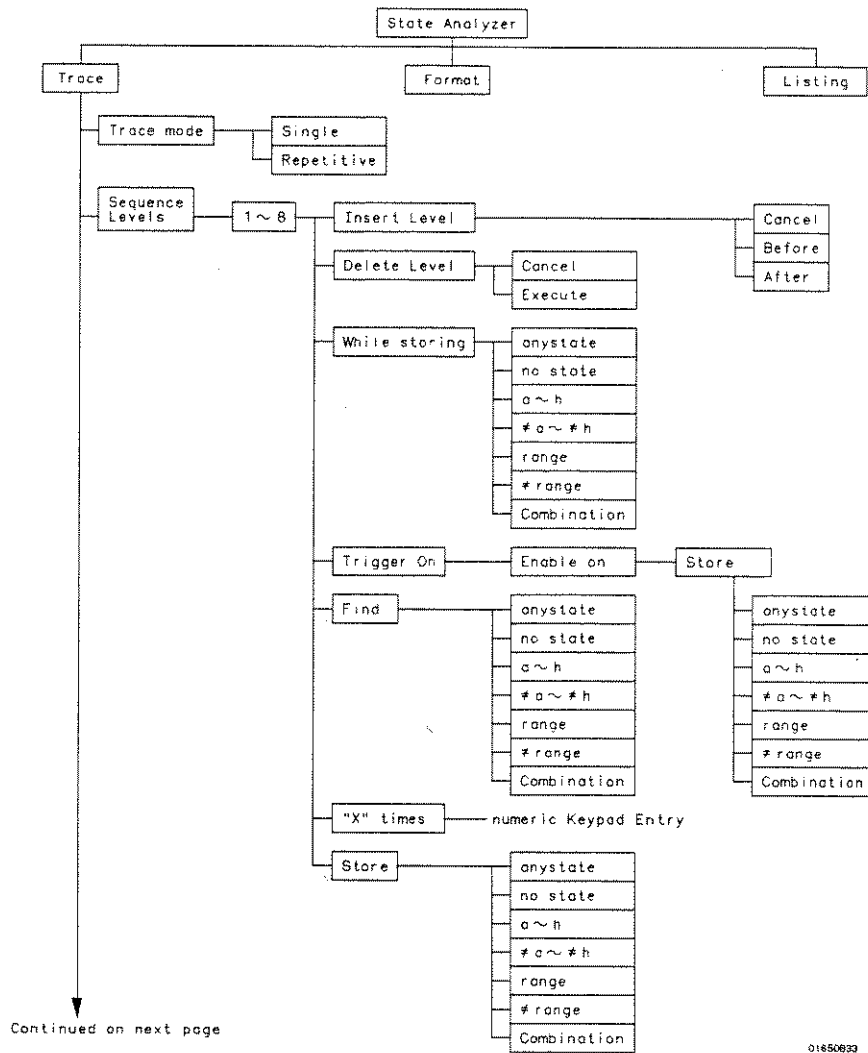 State Analyzer
Trace
Format
Listing
Trace mode
Single
Repetitive
Sequence
Levels
1~8
Insert Level
Cancel
Before
After
Delete Level
Cancel
Execute
While storing
anystate
no state
a~h
≠a~≠h
range
≠range
Combination
Trigger On
Enable on
Store
anystate
no state
a~h
≠a~≠h
range
≠range
Combination
Find
anystate
no state
a~h
≠a~≠h
range
≠range
Combination
"X" times
numeric Keypad Entry
Store
anystate
no state
a~h
≠a~≠h
range
≠range
Combination
Continued on next page
01650B33